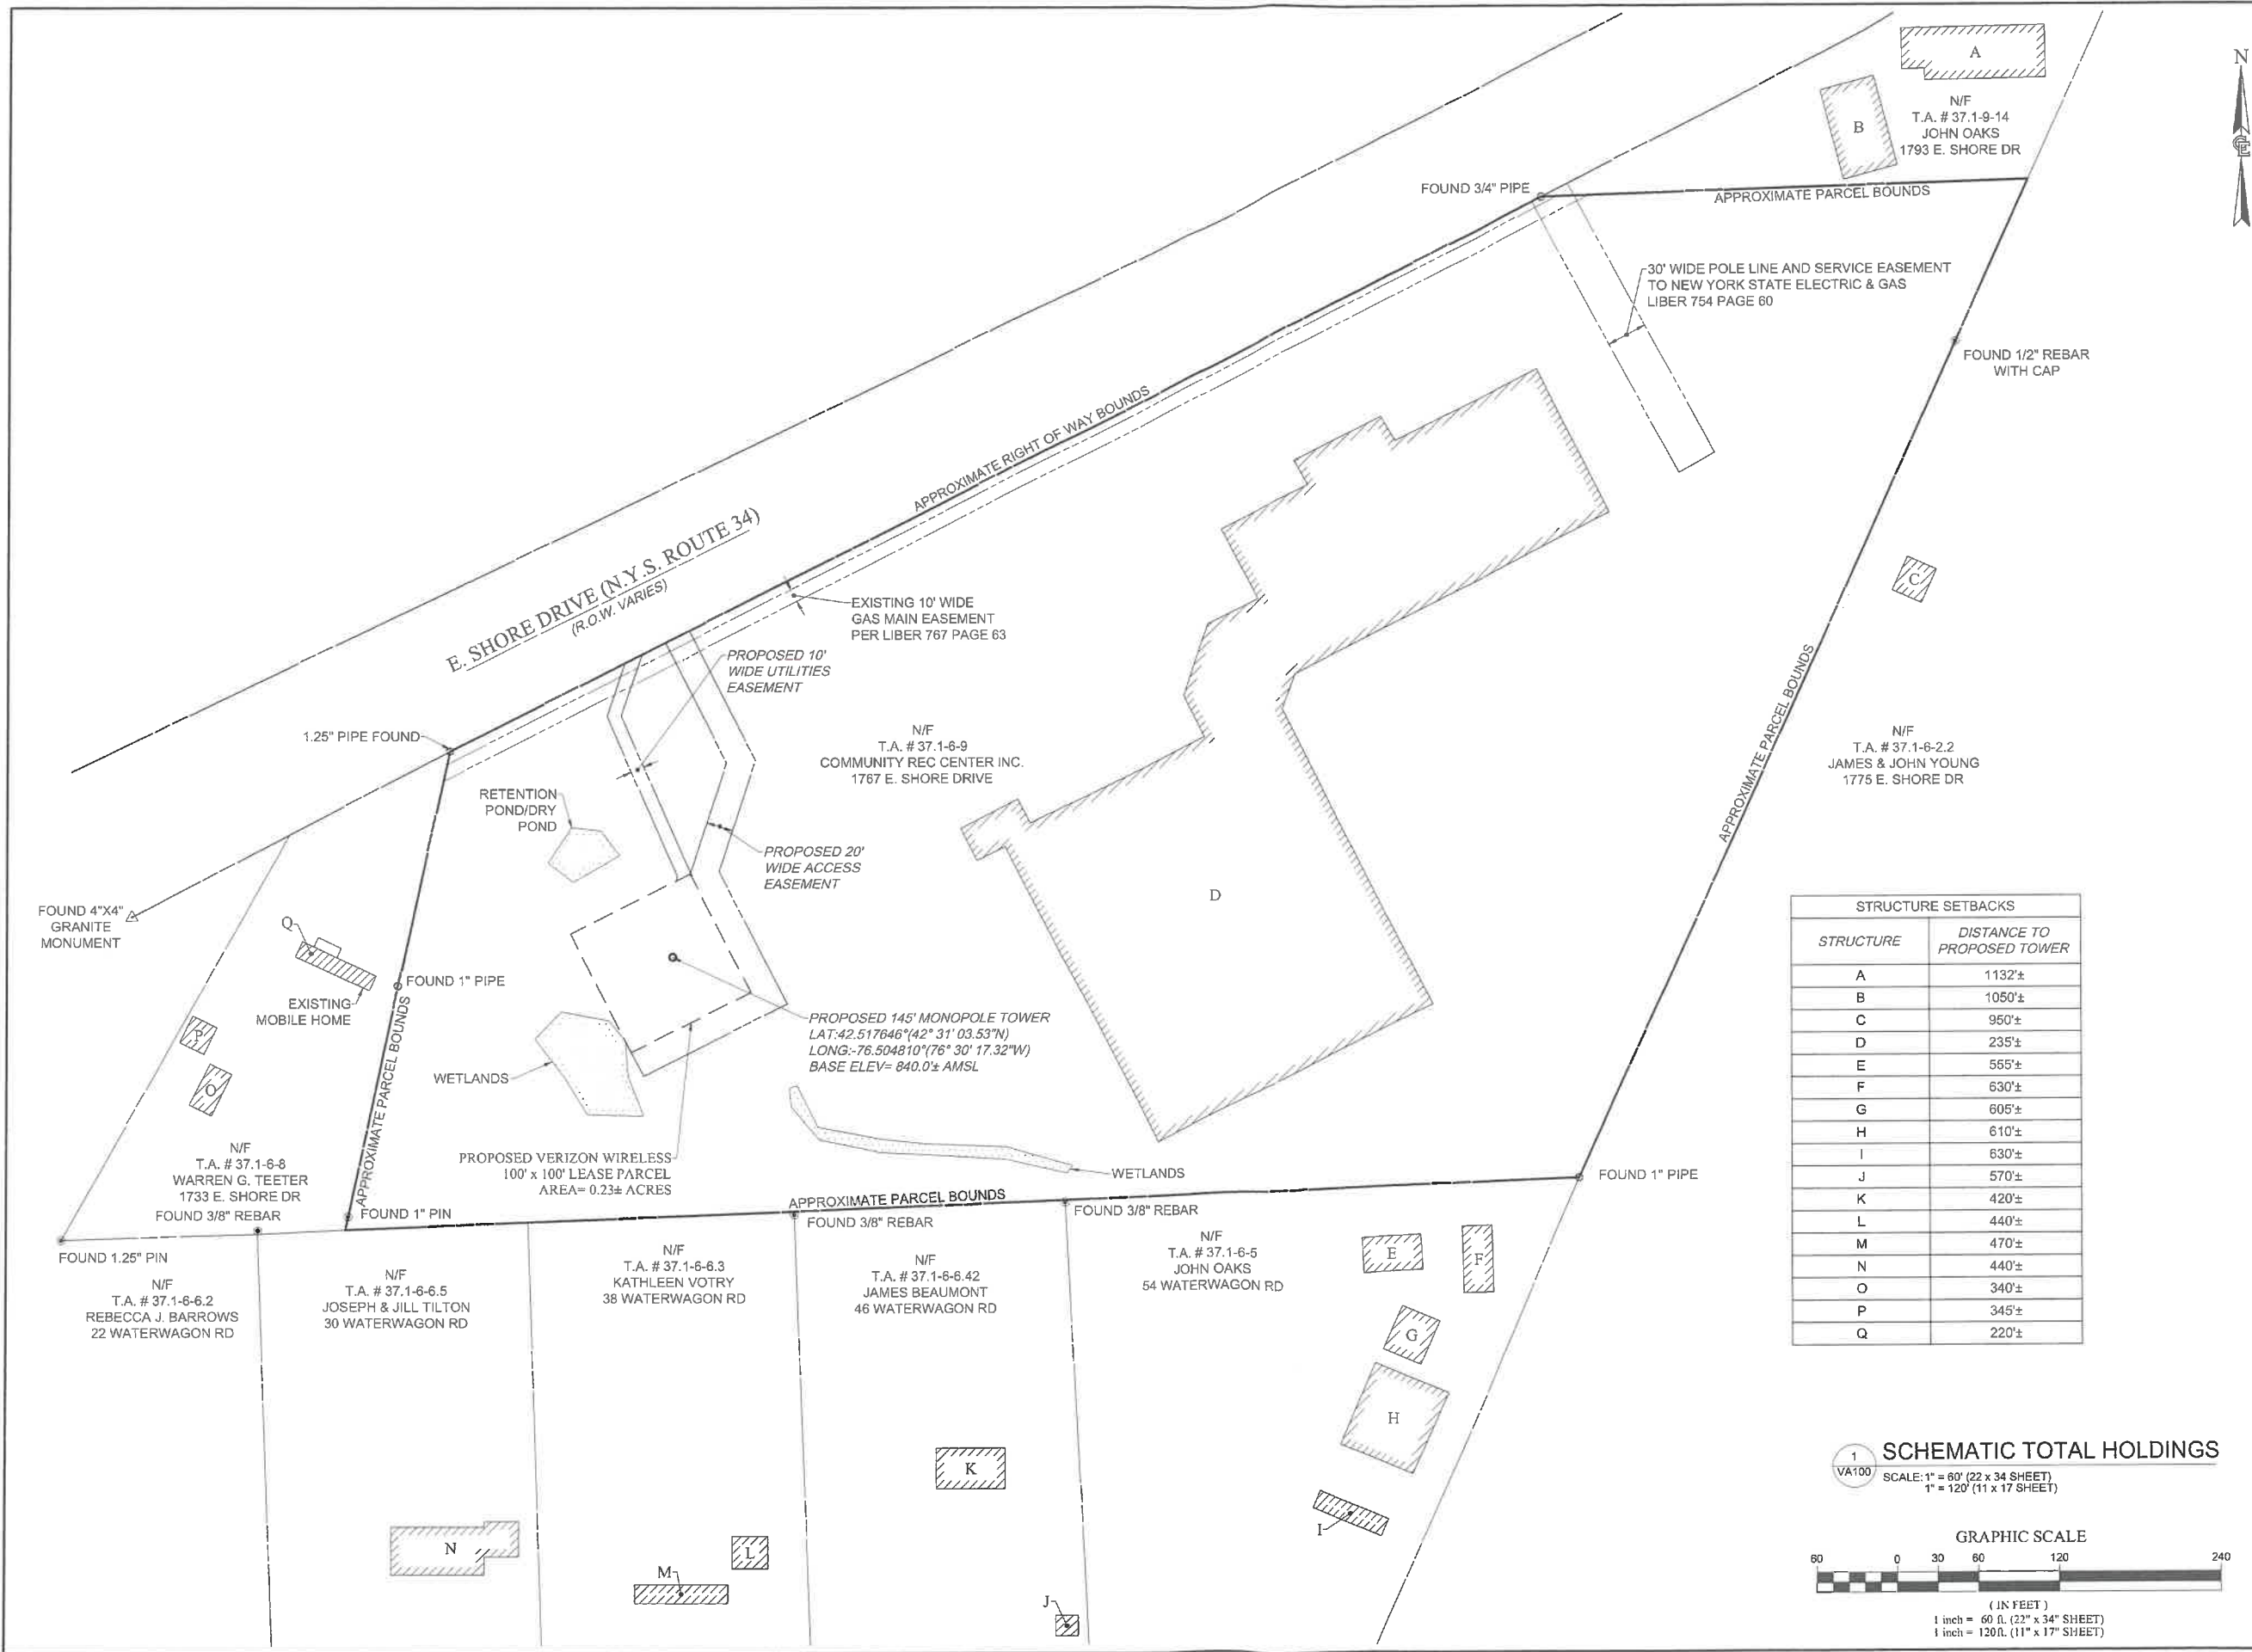 A
N/F
T.A. # 37.1-9-14
JOHN OAKS
1793 E. SHORE DR
B
N
FOUND 3/4" PIPE
APPROXIMATE PARCEL BOUNDS
30' WIDE POLE LINE AND SERVICE EASEMENT
TO NEW YORK STATE ELECTRIC & GAS
LIBER 754 PAGE 60
FOUND 1/2" REBAR
WITH CAP
APPROXIMATE RIGHT OF WAY BOUNDS
E. SHORE DRIVE (N.Y.S. ROUTE 34)
(R.O.W. VARIES)
EXISTING 10' WIDE
GAS MAIN EASEMENT
PER LIBER 767 PAGE 63
PROPOSED 10'
WIDE UTILITIES
EASEMENT
C
1.25" PIPE FOUND
N/F
T.A. # 37.1-6-9
COMMUNITY REC CENTER INC.
1767 E. SHORE DRIVE
APPROXIMATE PARCEL BOUNDS
N/F
T.A. # 37.1-6-2.2
JAMES & JOHN YOUNG
1775 E. SHORE DR
RETENTION
POND/DRY
POND
PROPOSED 20'
WIDE ACCESS
EASEMENT
D
FOUND 4"X4"
GRANITE
MONUMENT
Q
EXISTING
MOBILE HOME
FOUND 1" PIPE
APPROXIMATE PARCEL BOUNDS
P
O
WETLANDS
PROPOSED 145' MONOPOLE TOWER
LAT:42.517646°(42° 31' 03.53"N)
LONG:-76.504810°(76° 30' 17.32"W)
BASE ELEV= 840.0'± AMSL
PROPOSED VERIZON WIRELESS
100' x 100' LEASE PARCEL
AREA= 0.23± ACRES
WETLANDS
N/F
T.A. # 37.1-6-8
WARREN G. TEETER
1733 E. SHORE DR
FOUND 3/8" REBAR
FOUND 1" PIN
APPROXIMATE PARCEL BOUNDS
FOUND 3/8" REBAR
FOUND 3/8" REBAR
FOUND 1" PIPE
FOUND 1.25" PIN
N/F
T.A. # 37.1-6-6.2
REBECCA J. BARROWS
22 WATERWAGON RD
N/F
T.A. # 37.1-6-6.5
JOSEPH & JILL TILTON
30 WATERWAGON RD
N/F
T.A. # 37.1-6-6.3
KATHLEEN VOTRY
38 WATERWAGON RD
N/F
T.A. # 37.1-6-6.42
JAMES BEAUMONT
46 WATERWAGON RD
N/F
T.A. # 37.1-6-5
JOHN OAKS
54 WATERWAGON RD
E
F
G
H
I
J
K
L
M
N
STRUCTURE SETBACKS
STRUCTURE DISTANCE TO
PROPOSED TOWER
A 1132'±
B 1050'±
C 950'±
D 235'±
E 555'±
F 630'±
G 605'±
H 610'±
I 630'±
J 570'±
K 420'±
L 440'±
M 470'±
N 440'±
O 340'±
P 345'±
Q 220'±
1
VA100
SCHEMATIC TOTAL HOLDINGS
SCALE: 1" = 60' (22 x 34 SHEET)
1" = 120' (11 x 17 SHEET)
GRAPHIC SCALE
60 0 30 60 120 240
( IN FEET )
1 inch = 60 ft. (22" x 34" SHEET)
1 inch = 120ft. (11" x 17" SHEET)